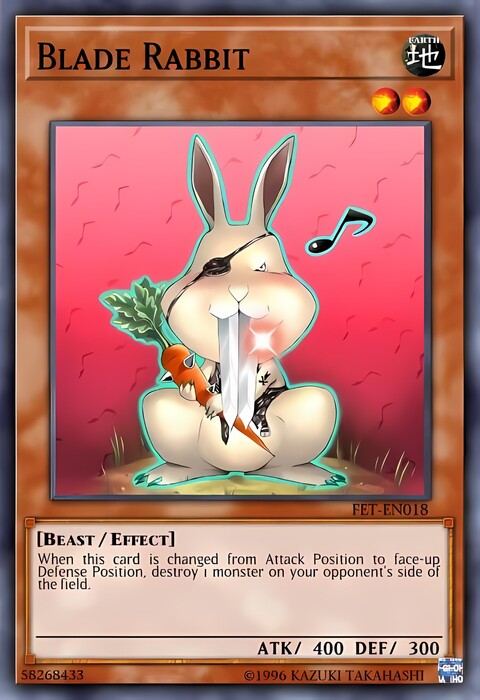 BLADE RABBIT
EARTH
地
FET-EN018
[BEAST / EFFECT]
When this card is changed from Attack Position to face-up
Defense Position, destroy 1 monster on your opponent's side of
the field.
ATK/ 400 DEF/ 300
58268433
©1996 KAZUKI TAKAHASHI